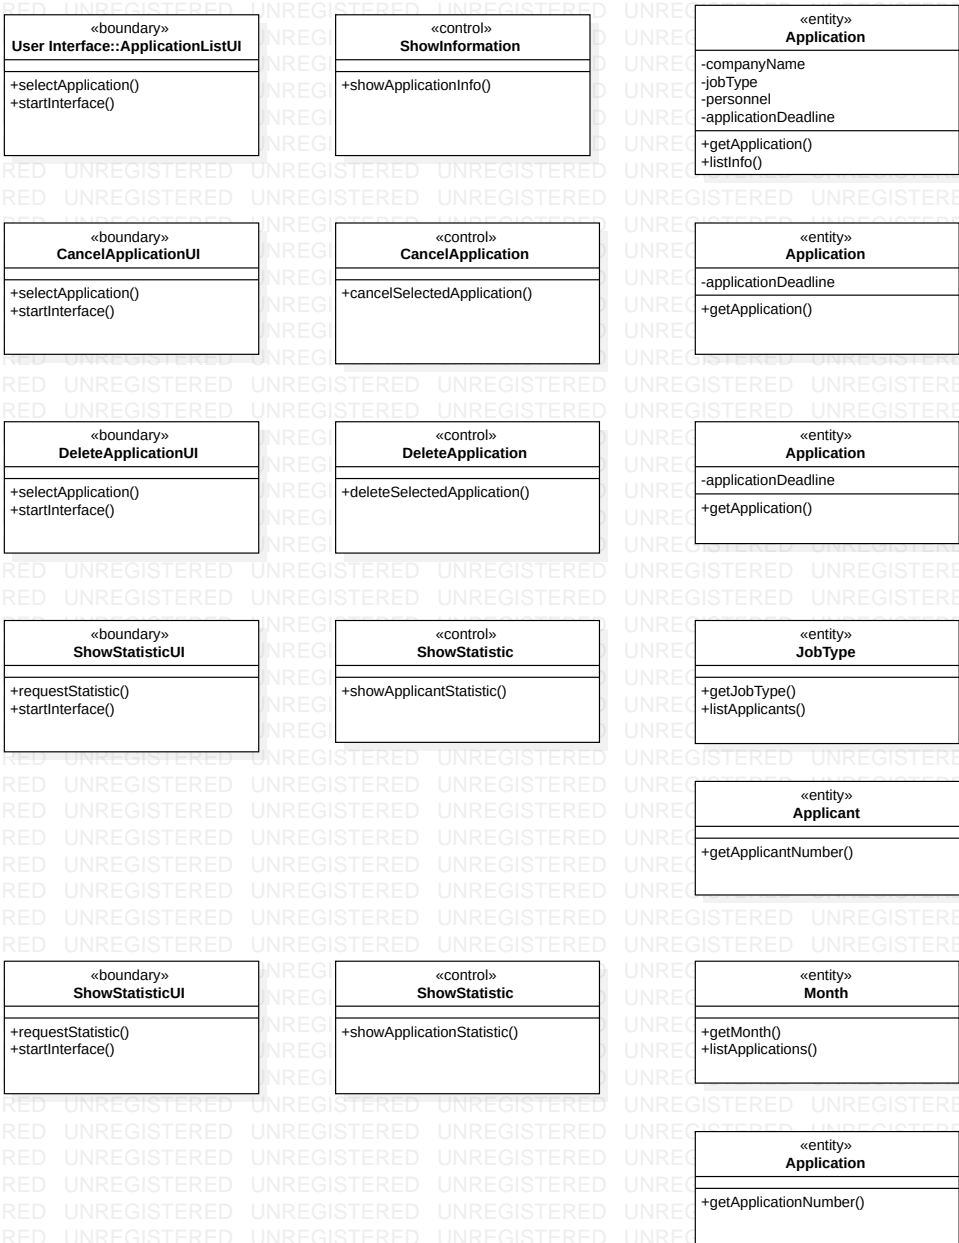 «boundary»
User Interface::ApplicationListUI
+selectApplication()
+startInterface()
«control»
ShowInformation
+showApplicationInfo()
«entity»
Application
-companyName
-jobType
-personnel
-applicationDeadline
+getApplication()
+listInfo()
«boundary»
CancelApplicationUI
+selectApplication()
+startInterface()
«control»
CancelApplication
+cancelSelectedApplication()
«entity»
Application
-applicationDeadline
+getApplication()
«boundary»
DeleteApplicationUI
+selectApplication()
+startInterface()
«control»
DeleteApplication
+deleteSelectedApplication()
«entity»
Application
-applicationDeadline
+getApplication()
«boundary»
ShowStatisticUI
+requestStatistic()
+startInterface()
«control»
ShowStatistic
+showApplicantStatistic()
«entity»
JobType
+getJobType()
+listApplicants()
«entity»
Applicant
+getApplicantNumber()
«boundary»
ShowStatisticUI
+requestStatistic()
+startInterface()
«control»
ShowStatistic
+showApplicationStatistic()
«entity»
Month
+getMonth()
+listApplications()
«entity»
Application
+getApplicationNumber()
UNREGISTERED